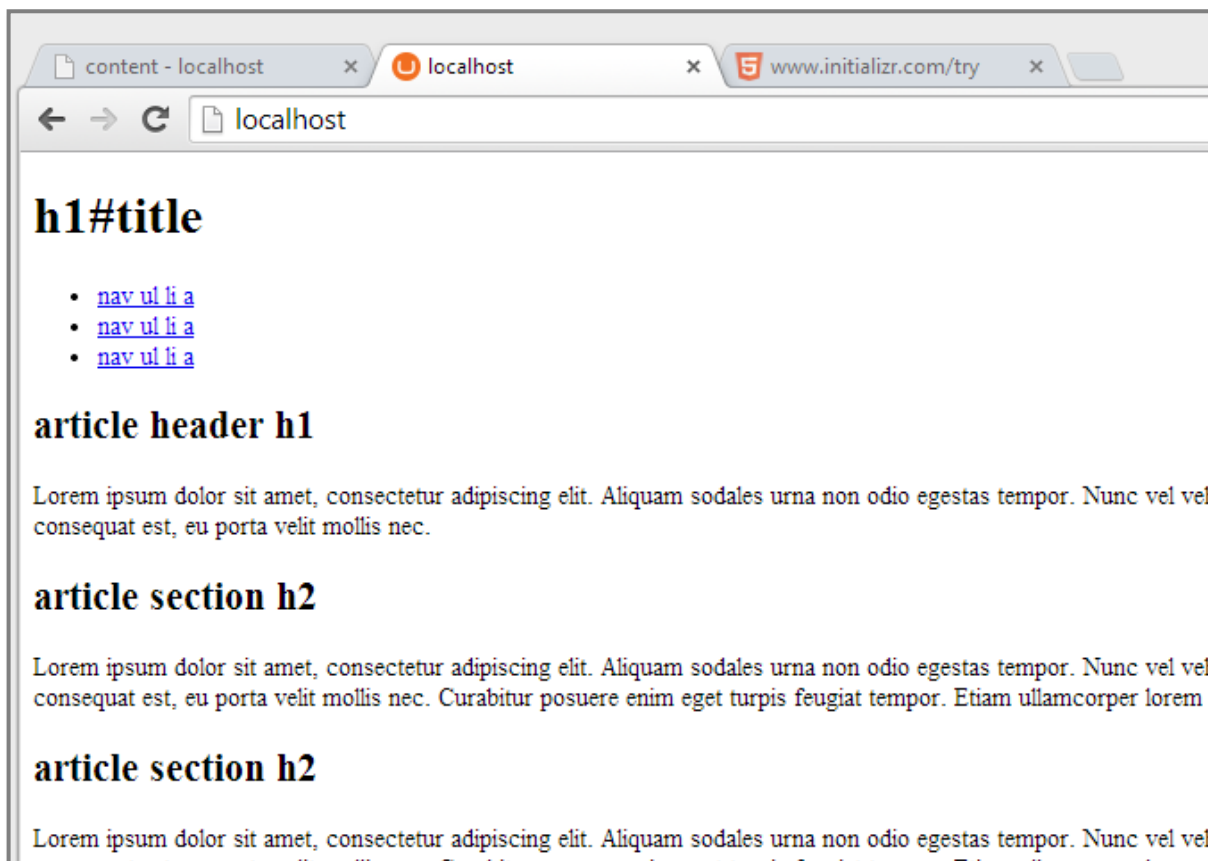 content - localhost
localhost
www.initializr.com/try
localhost
h1#title
nav ul li a
nav ul li a
nav ul li a
article header h1
Lorem ipsum dolor sit amet, consectetur adipiscing elit. Aliquam sodales urna non odio egestas tempor. Nunc vel vel
consequat est, eu porta velit mollis nec.
article section h2
Lorem ipsum dolor sit amet, consectetur adipiscing elit. Aliquam sodales urna non odio egestas tempor. Nunc vel vel
consequat est, eu porta velit mollis nec. Curabitur posuere enim eget turpis feugiat tempor. Etiam ullamcorper lorem
article section h2
Lorem ipsum dolor sit amet, consectetur adipiscing elit. Aliquam sodales urna non odio egestas tempor. Nunc vel vel